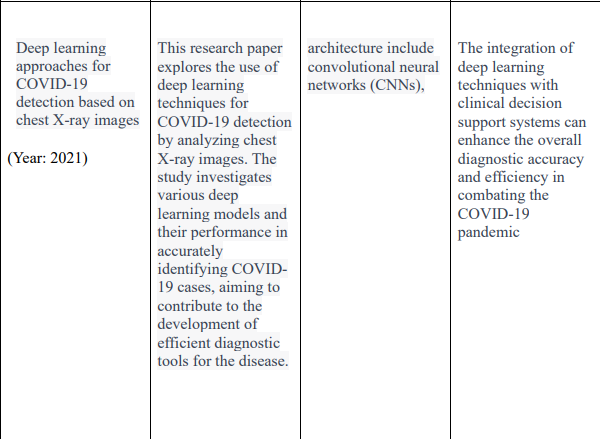 Deep learning
approaches for
COVID-19
detection based on
chest X-ray images
(Year: 2021)
This research paper
explores the use of
deep learning
techniques for
COVID-19 detection
by analyzing chest
X-ray images. The
study investigates
various deep
learning models and
their performance in
accurately
identifying COVID-
19 cases, aiming to
contribute to the
development of
efficient diagnostic
tools for the disease.
architecture include
convolutional neural
networks (CNNs),
The integration of
deep learning
techniques with
clinical decision
support systems can
enhance the overall
diagnostic accuracy
and efficiency in
combating the
COVID-19
pandemic